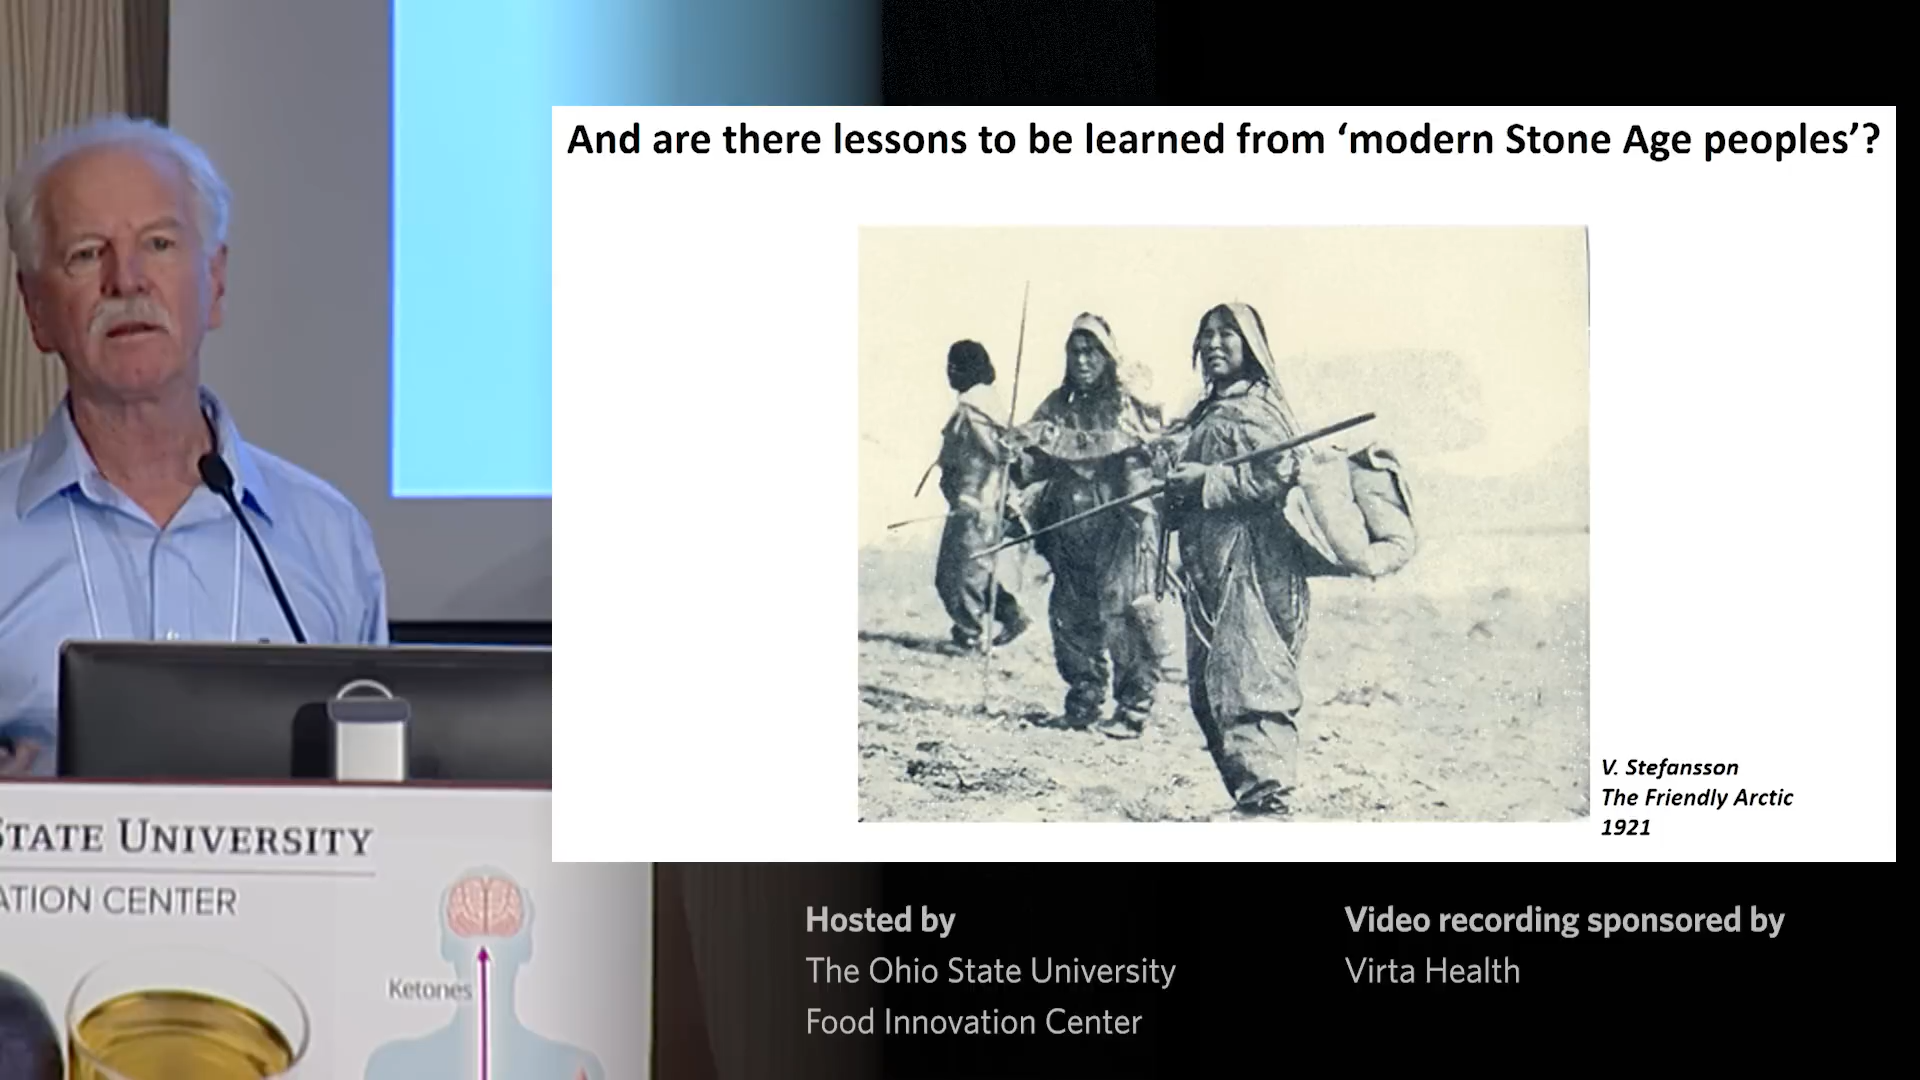 And are there lessons to be learned from ‘modern Stone Age peoples’?
V. Stefansson
The Friendly Arctic
1921
STATE UNIVERSITY
ATION CENTER
Ketones
Hosted by
The Ohio State University
Food Innovation Center
Video recording sponsored by
Virta Health